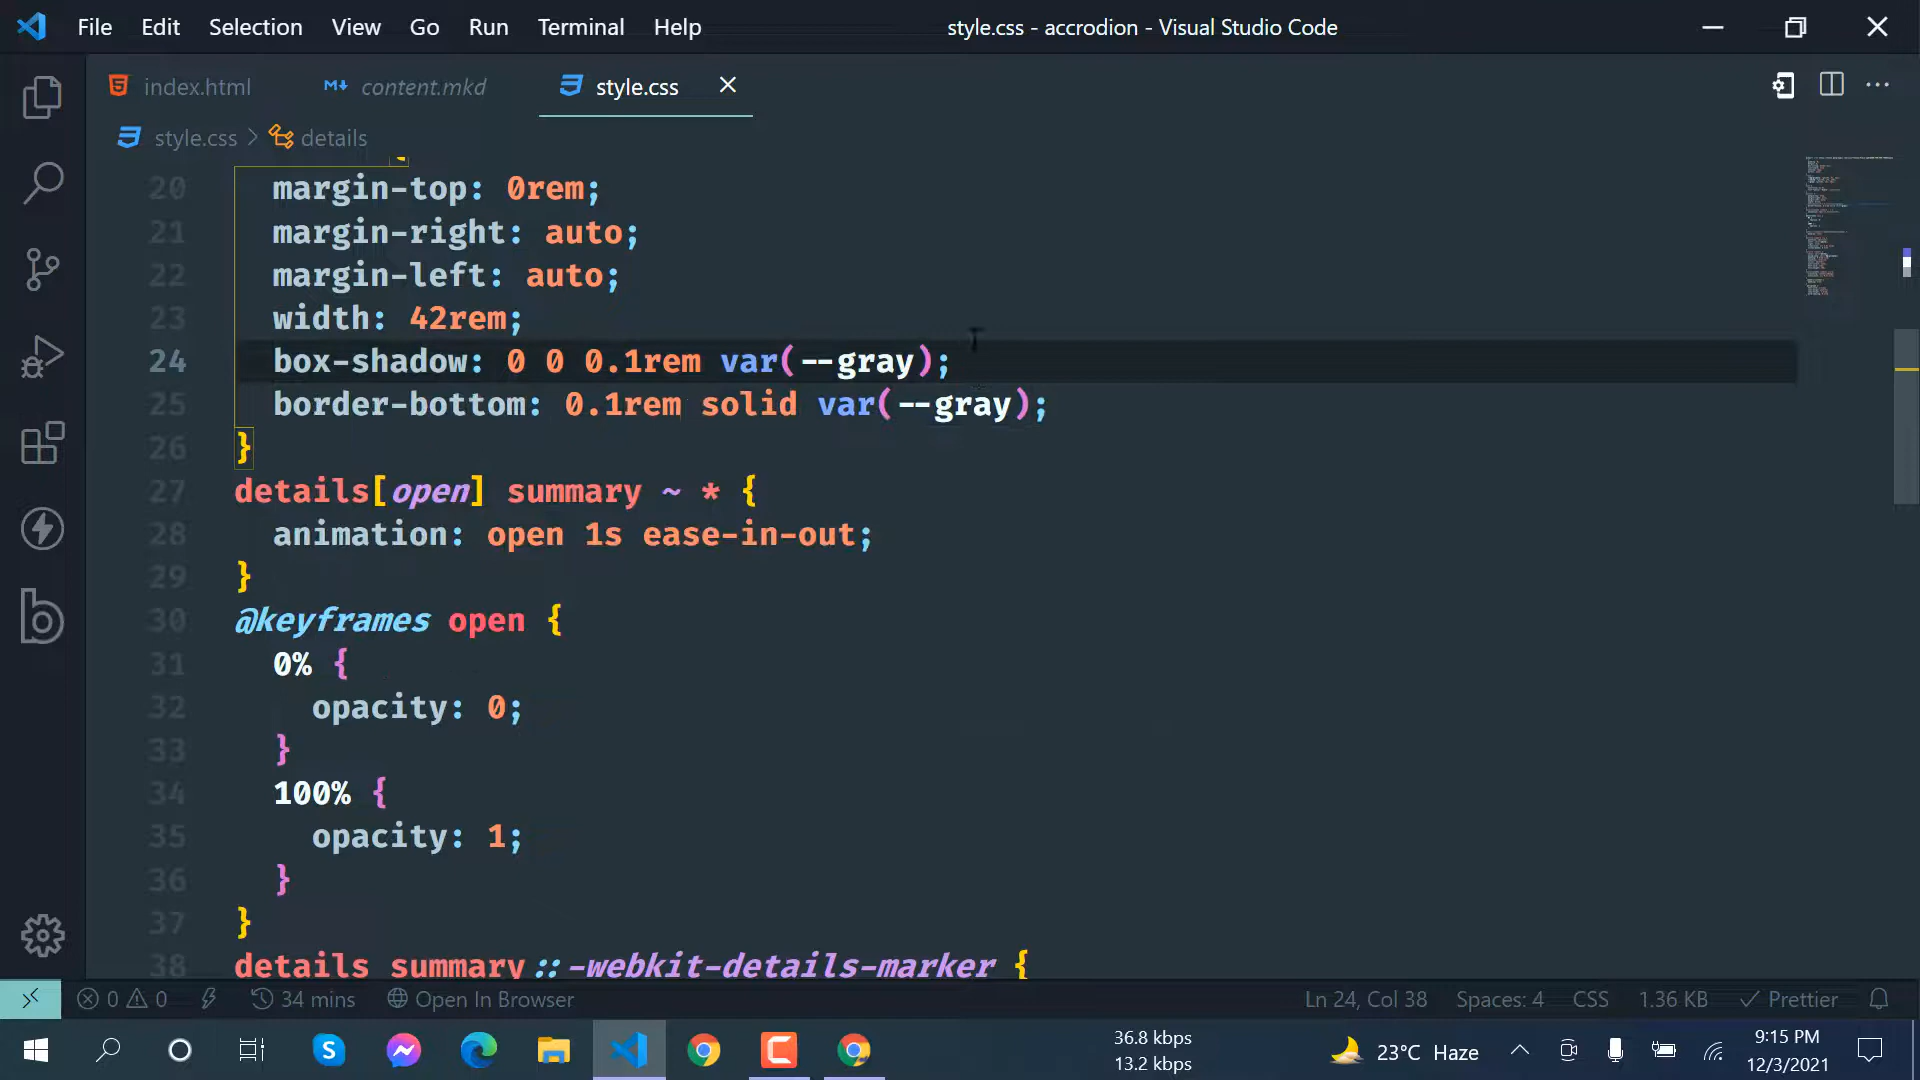 File Edit Selection View Go Run Terminal Help style.css - accrodion - Visual Studio Code
index.html content.mkd style.css
style.css > details
20 margin-top: 0rem;
21 margin-right: auto;
22 margin-left: auto;
23 width: 42rem;
24 box-shadow: 0 0 0.1rem var(--gray);
25 border-bottom: 0.1rem solid var(--gray);
26 }
27 details[open] summary ~ * {
28 animation: open 1s ease-in-out;
29 }
30 @keyframes open {
31 0% {
32 opacity: 0;
33 }
34 100% {
35 opacity: 1;
36 }
37 }
38 details summary::-webkit-details-marker {
0 0 34 mins Open In Browser Ln 24, Col 38 Spaces: 4 CSS 1.36 KB Prettier
36.8 kbps
13.2 kbps
23°C Haze
9:15 PM
12/3/2021